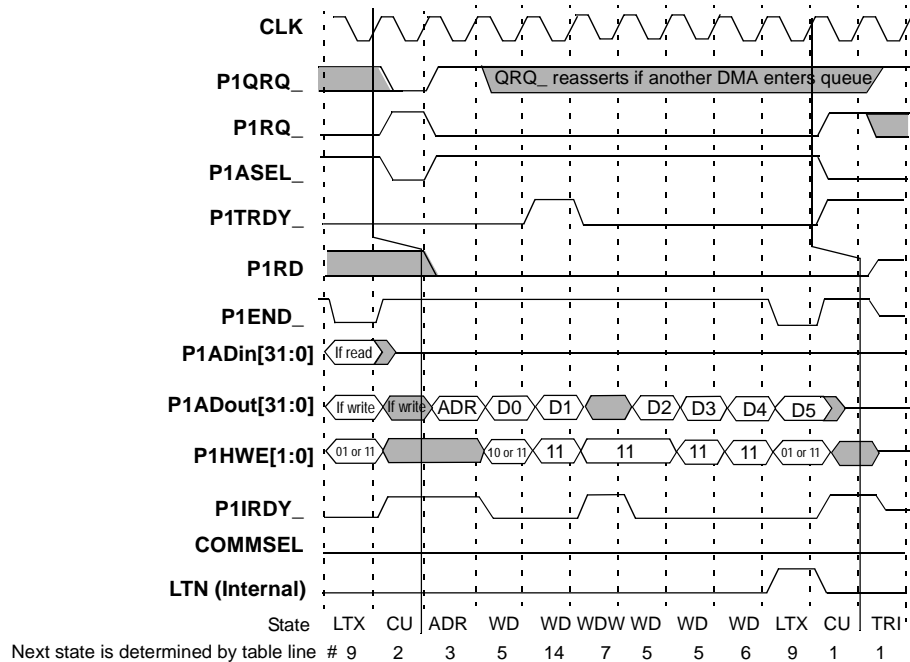 CLK
P1QRQ_ QRQ_ reasserts if another DMA enters queue
P1RQ_
P1ASEL_
P1TRDY_
P1RD
P1END_
P1ADin[31:0] If read
P1ADout[31:0] If write If write ADR D0 D1 D2 D3 D4 D5
P1HWE[1:0] 01 or 11 10 or 11 11 11 11 11 01 or 11
P1IRDY_
COMMSEL
LTN (Internal)
State LTX CU ADR WD WD WDW WD WD WD LTX CU TRI
Next state is determined by table line # 9 2 3 5 14 7 5 5 6 9 1 1